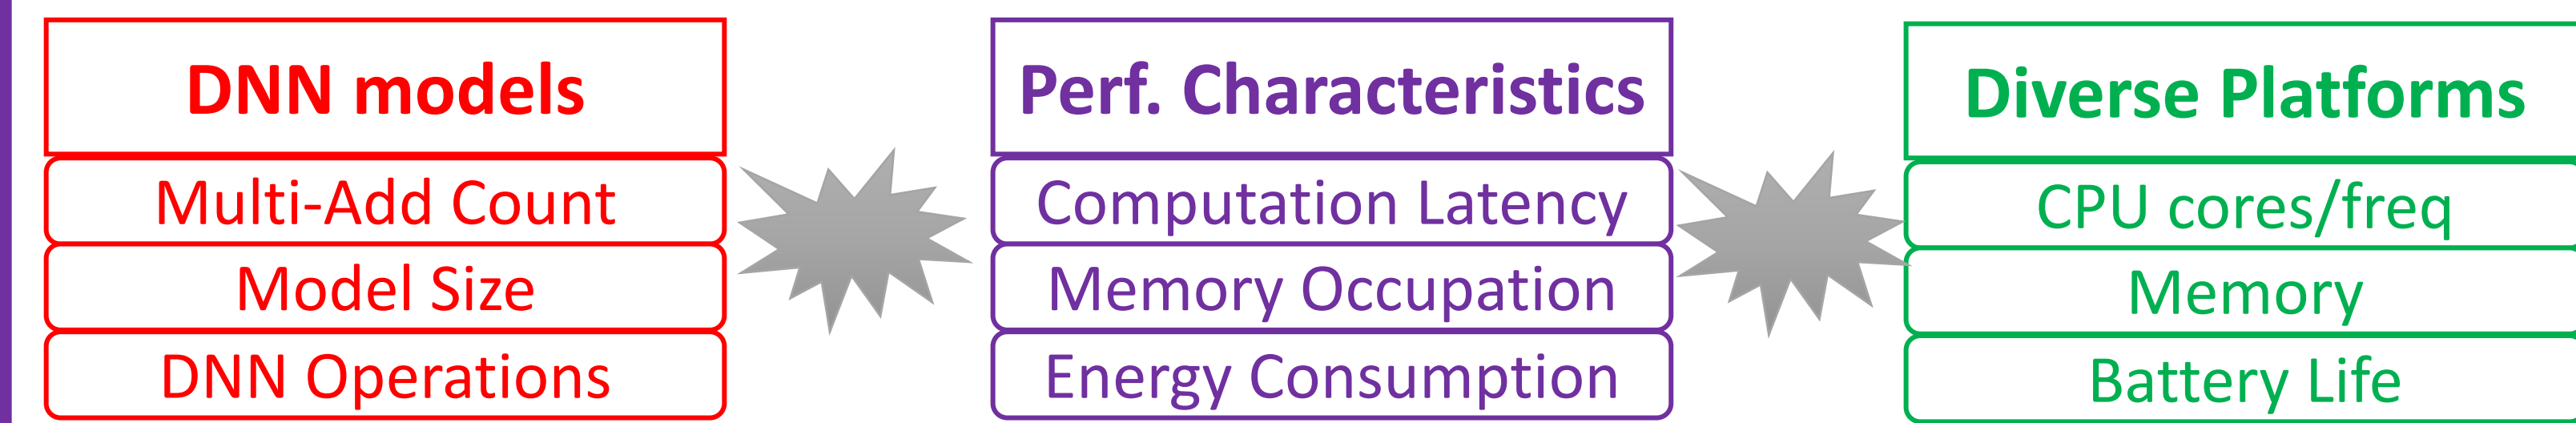 DNN models
Multi-Add Count
Model Size
DNN Operations
Perf. Characteristics
Computation Latency
Memory Occupation
Energy Consumption
Diverse Platforms
CPU cores/freq
Memory
Battery Life